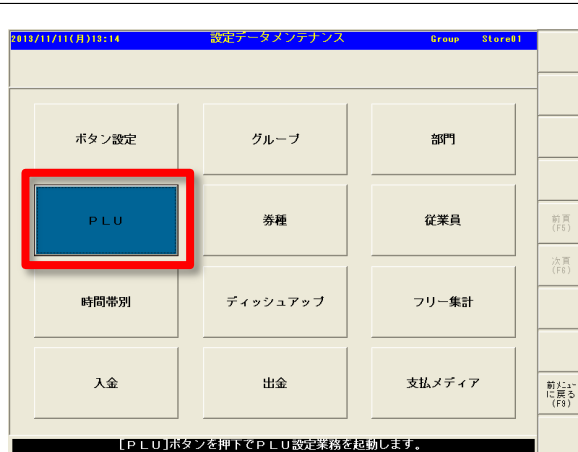 2013/11/11(月)13:14 設定データメンテナンス Group Store01
ボタン設定 グループ 部門
PLU 券種 従業員
前頁
(F5)
次頁
(F6)
時間帯別 ディッシュアップ フリー集計
入金 出金 支払メディア
前メニュー
に戻る
(F9)
[PLU]ボタンを押下でPLU設定業務を起動します。